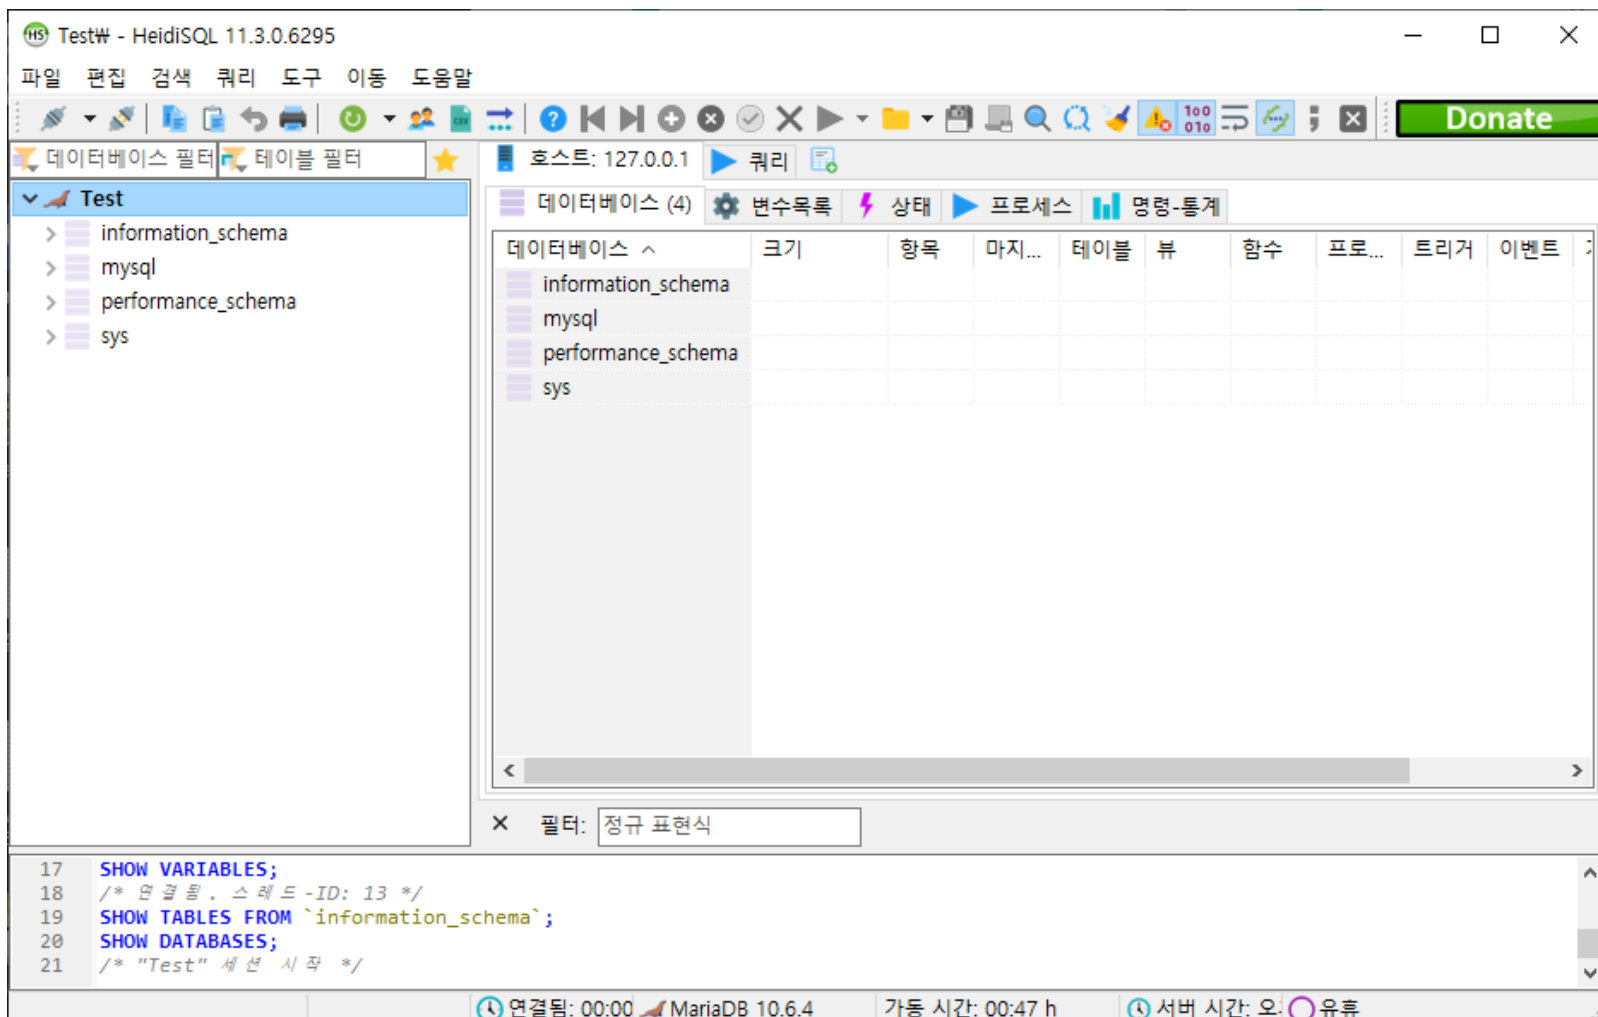 Test₩ - HeidiSQL 11.3.0.6295
파일 편집 검색 쿼리 도구 이동 도움말
Donate
데이터베이스 필터 테이블 필터
호스트: 127.0.0.1 쿼리
데이터베이스 (4) 변수목록 상태 프로세스 명령-통계
Test
information_schema
mysql
performance_schema
sys
데이터베이스 크기 항목 마지... 테이블 뷰 함수 프로... 트리거 이벤트
information_schema
mysql
performance_schema
sys
필터: 정규 표현식
17 SHOW VARIABLES;
18 /* 연결됨. 스레드-ID: 13 */
19 SHOW TABLES FROM `information_schema`;
20 SHOW DATABASES;
21 /* "Test" 세션 시작 */
연결됨: 00:00 MariaDB 10.6.4 가동 시간: 00:47 h 서버 시간: 오 유휴